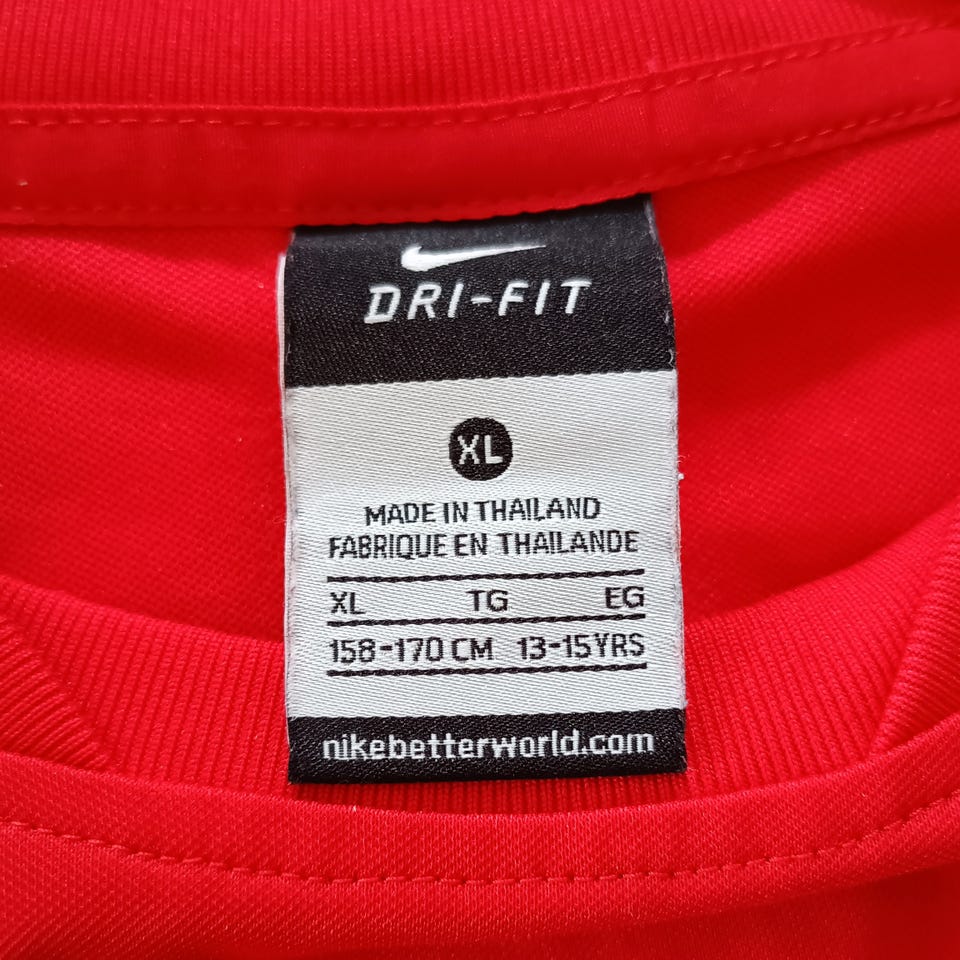 DRI-FIT
XL
MADE IN THAILAND
FABRIQUE EN THAILANDE
XL TG EG
158-170 CM 13-15YRS
nikebetterworld.com